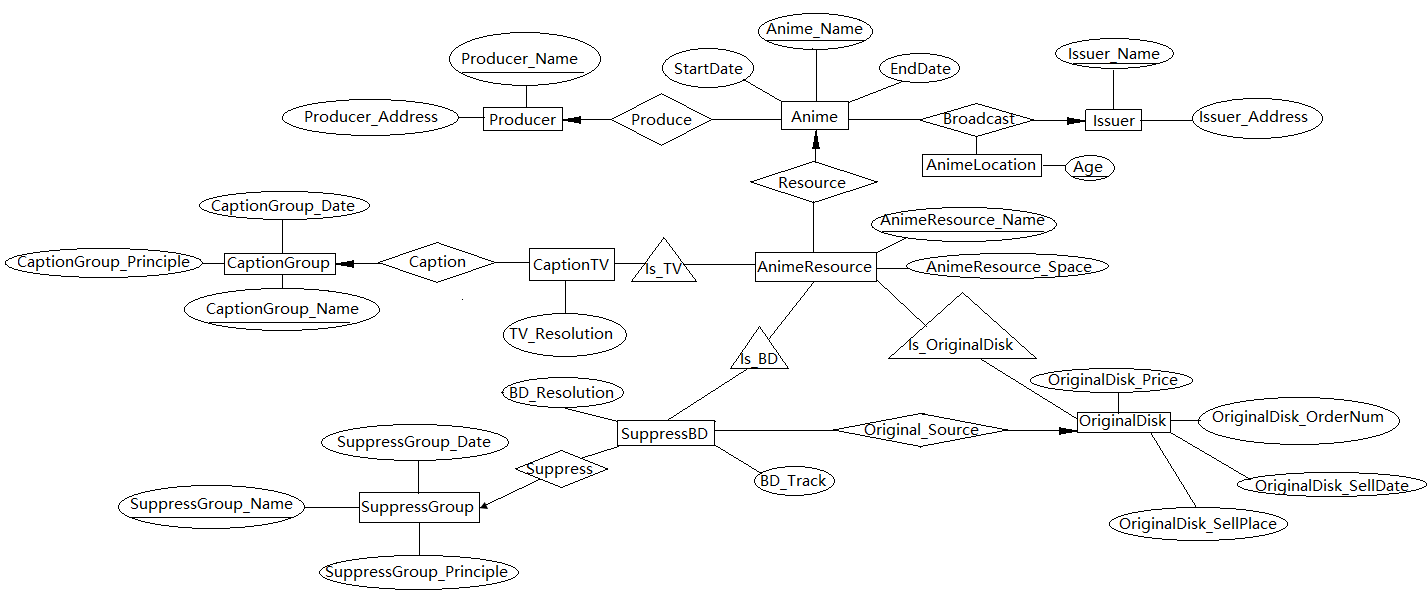 Anime_Name
Producer_Name
StartDate
EndDate
Issuer_Name
Producer_Address
Producer
Produce
Anime
Broadcast
Issuer
Issuer_Address
AnimeLocation
Age
Resource
CaptionGroup_Date
AnimeResource_Name
CaptionGroup_Principle
CaptionGroup
Caption
CaptionTV
Is_TV
AnimeResource
AnimeResource_Space
CaptionGroup_Name
TV_Resolution
Is_BD
Is_OriginalDisk
BD_Resolution
OriginalDisk_Price
SuppressGroup_Date
SuppressBD
Original_Source
OriginalDisk
OriginalDisk_OrderNum
Suppress
BD_Track
OriginalDisk_SellDate
SuppressGroup_Name
SuppressGroup
OriginalDisk_SellPlace
SuppressGroup_Principle